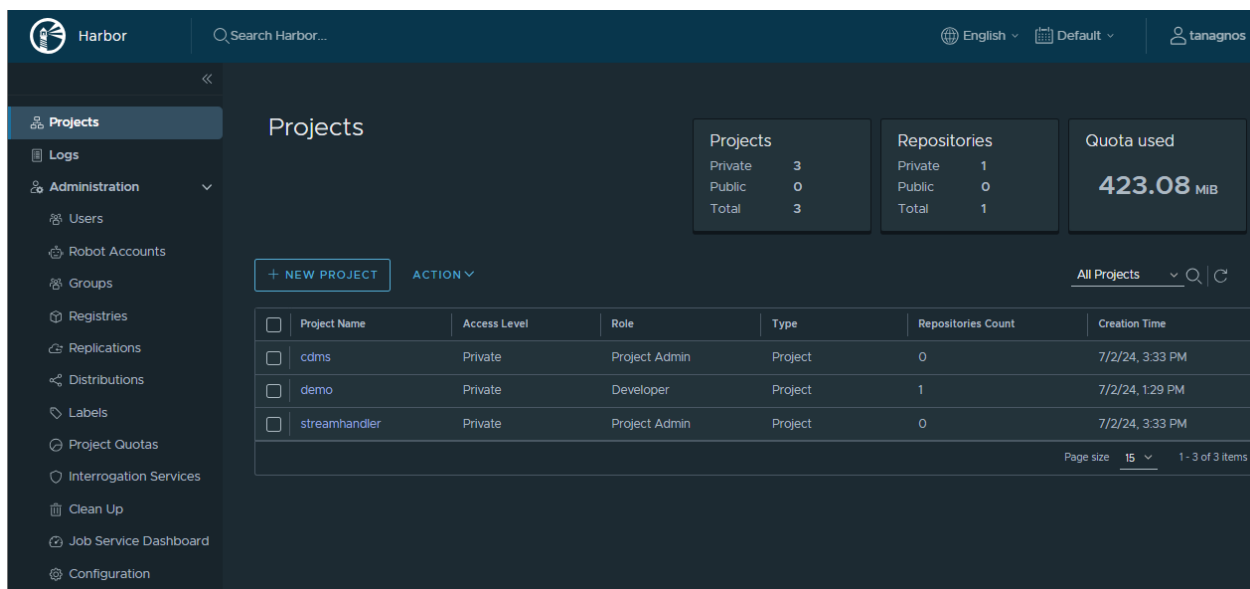 Harbor
Search Harbor...
English
Default
tanagnos
Projects
Logs
Administration
Users
Robot Accounts
Groups
Registries
Replications
Distributions
Labels
Project Quotas
Interrogation Services
Clean Up
Job Service Dashboard
Configuration
Projects
Projects
Private 3
Public 0
Total 3
Repositories
Private 1
Public 0
Total 1
Quota used
423.08 MiB
+ NEW PROJECT ACTION
All Projects
Project Name Access Level Role Type Repositories Count Creation Time
cdms Private Project Admin Project 0 7/2/24, 3:33 PM
demo Private Developer Project 1 7/2/24, 1:29 PM
streamhandler Private Project Admin Project 0 7/2/24, 3:33 PM
Page size 15 1 - 3 of 3 items